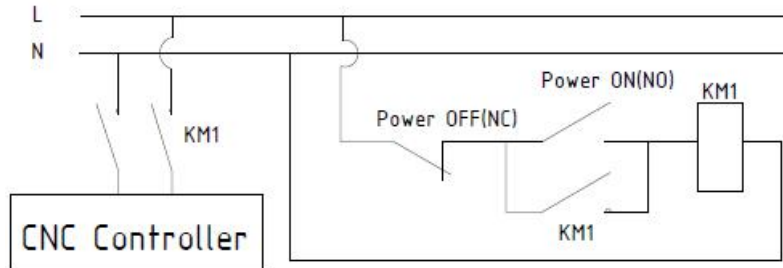 L
N
Power ON(NO)
KM1
Power OFF(NC)
KM1
KM1
CNC Controller